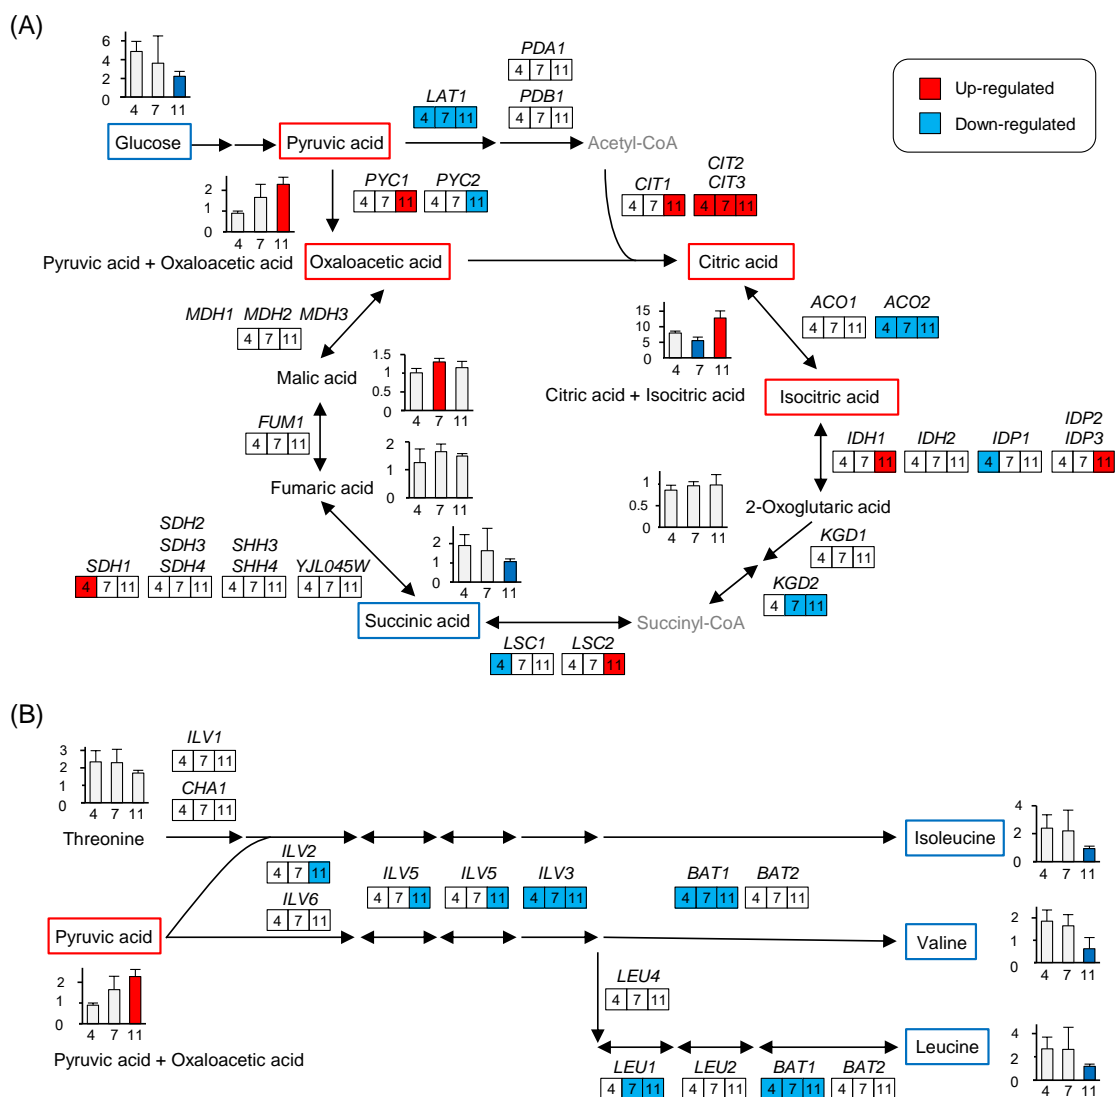 (A)
6
4
2
0
4 7 11
PDA1
4 7 11
PDB1
4 7 11
LAT1
4 7 11
Up-regulated
Down-regulated
Glucose
Pyruvic acid
Acetyl-CoA
2
1
0
4 7 11
Pyruvic acid + Oxaloacetic acid
PYC1
4 7 11
PYC2
4 7 11
CIT1
4 7 11
CIT2
CIT3
4 7 11
Oxaloacetic acid
Citric acid
MDH1 MDH2 MDH3
4 7 11
15
10
5
0
4 7 11
Citric acid + Isocitric acid
ACO1
4 7 11
ACO2
4 7 11
Malic acid
1.5
1
0.5
0
4 7 11
Isocitric acid
FUM1
4 7 11
2
1
0
4 7 11
IDH1
4 7 11
IDH2
4 7 11
IDP1
4 7 11
IDP2
IDP3
4 7 11
Fumaric acid
1
0.5
0
4 7 11
2-Oxoglutaric acid
SDH1
4 7 11
SDH2
SDH3
SDH4
4 7 11
SHH3
SHH4
4 7 11
YJL045W
4 7 11
2
1
0
4 7 11
KGD1
4 7 11
KGD2
4 7 11
Succinic acid
Succinyl-CoA
LSC1
4 7 11
LSC2
4 7 11
(B)
3
2
1
0
4 7 11
ILV1
4 7 11
CHA1
4 7 11
Threonine
Isoleucine
4
2
0
4 7 11
ILV2
4 7 11
ILV6
4 7 11
ILV5
4 7 11
ILV5
4 7 11
ILV3
4 7 11
BAT1
4 7 11
BAT2
4 7 11
Pyruvic acid
Valine
2
1
0
4 7 11
2
1
0
4 7 11
Pyruvic acid + Oxaloacetic acid
LEU4
4 7 11
Leucine
4
2
0
4 7 11
LEU1
4 7 11
LEU2
4 7 11
BAT1
4 7 11
BAT2
4 7 11